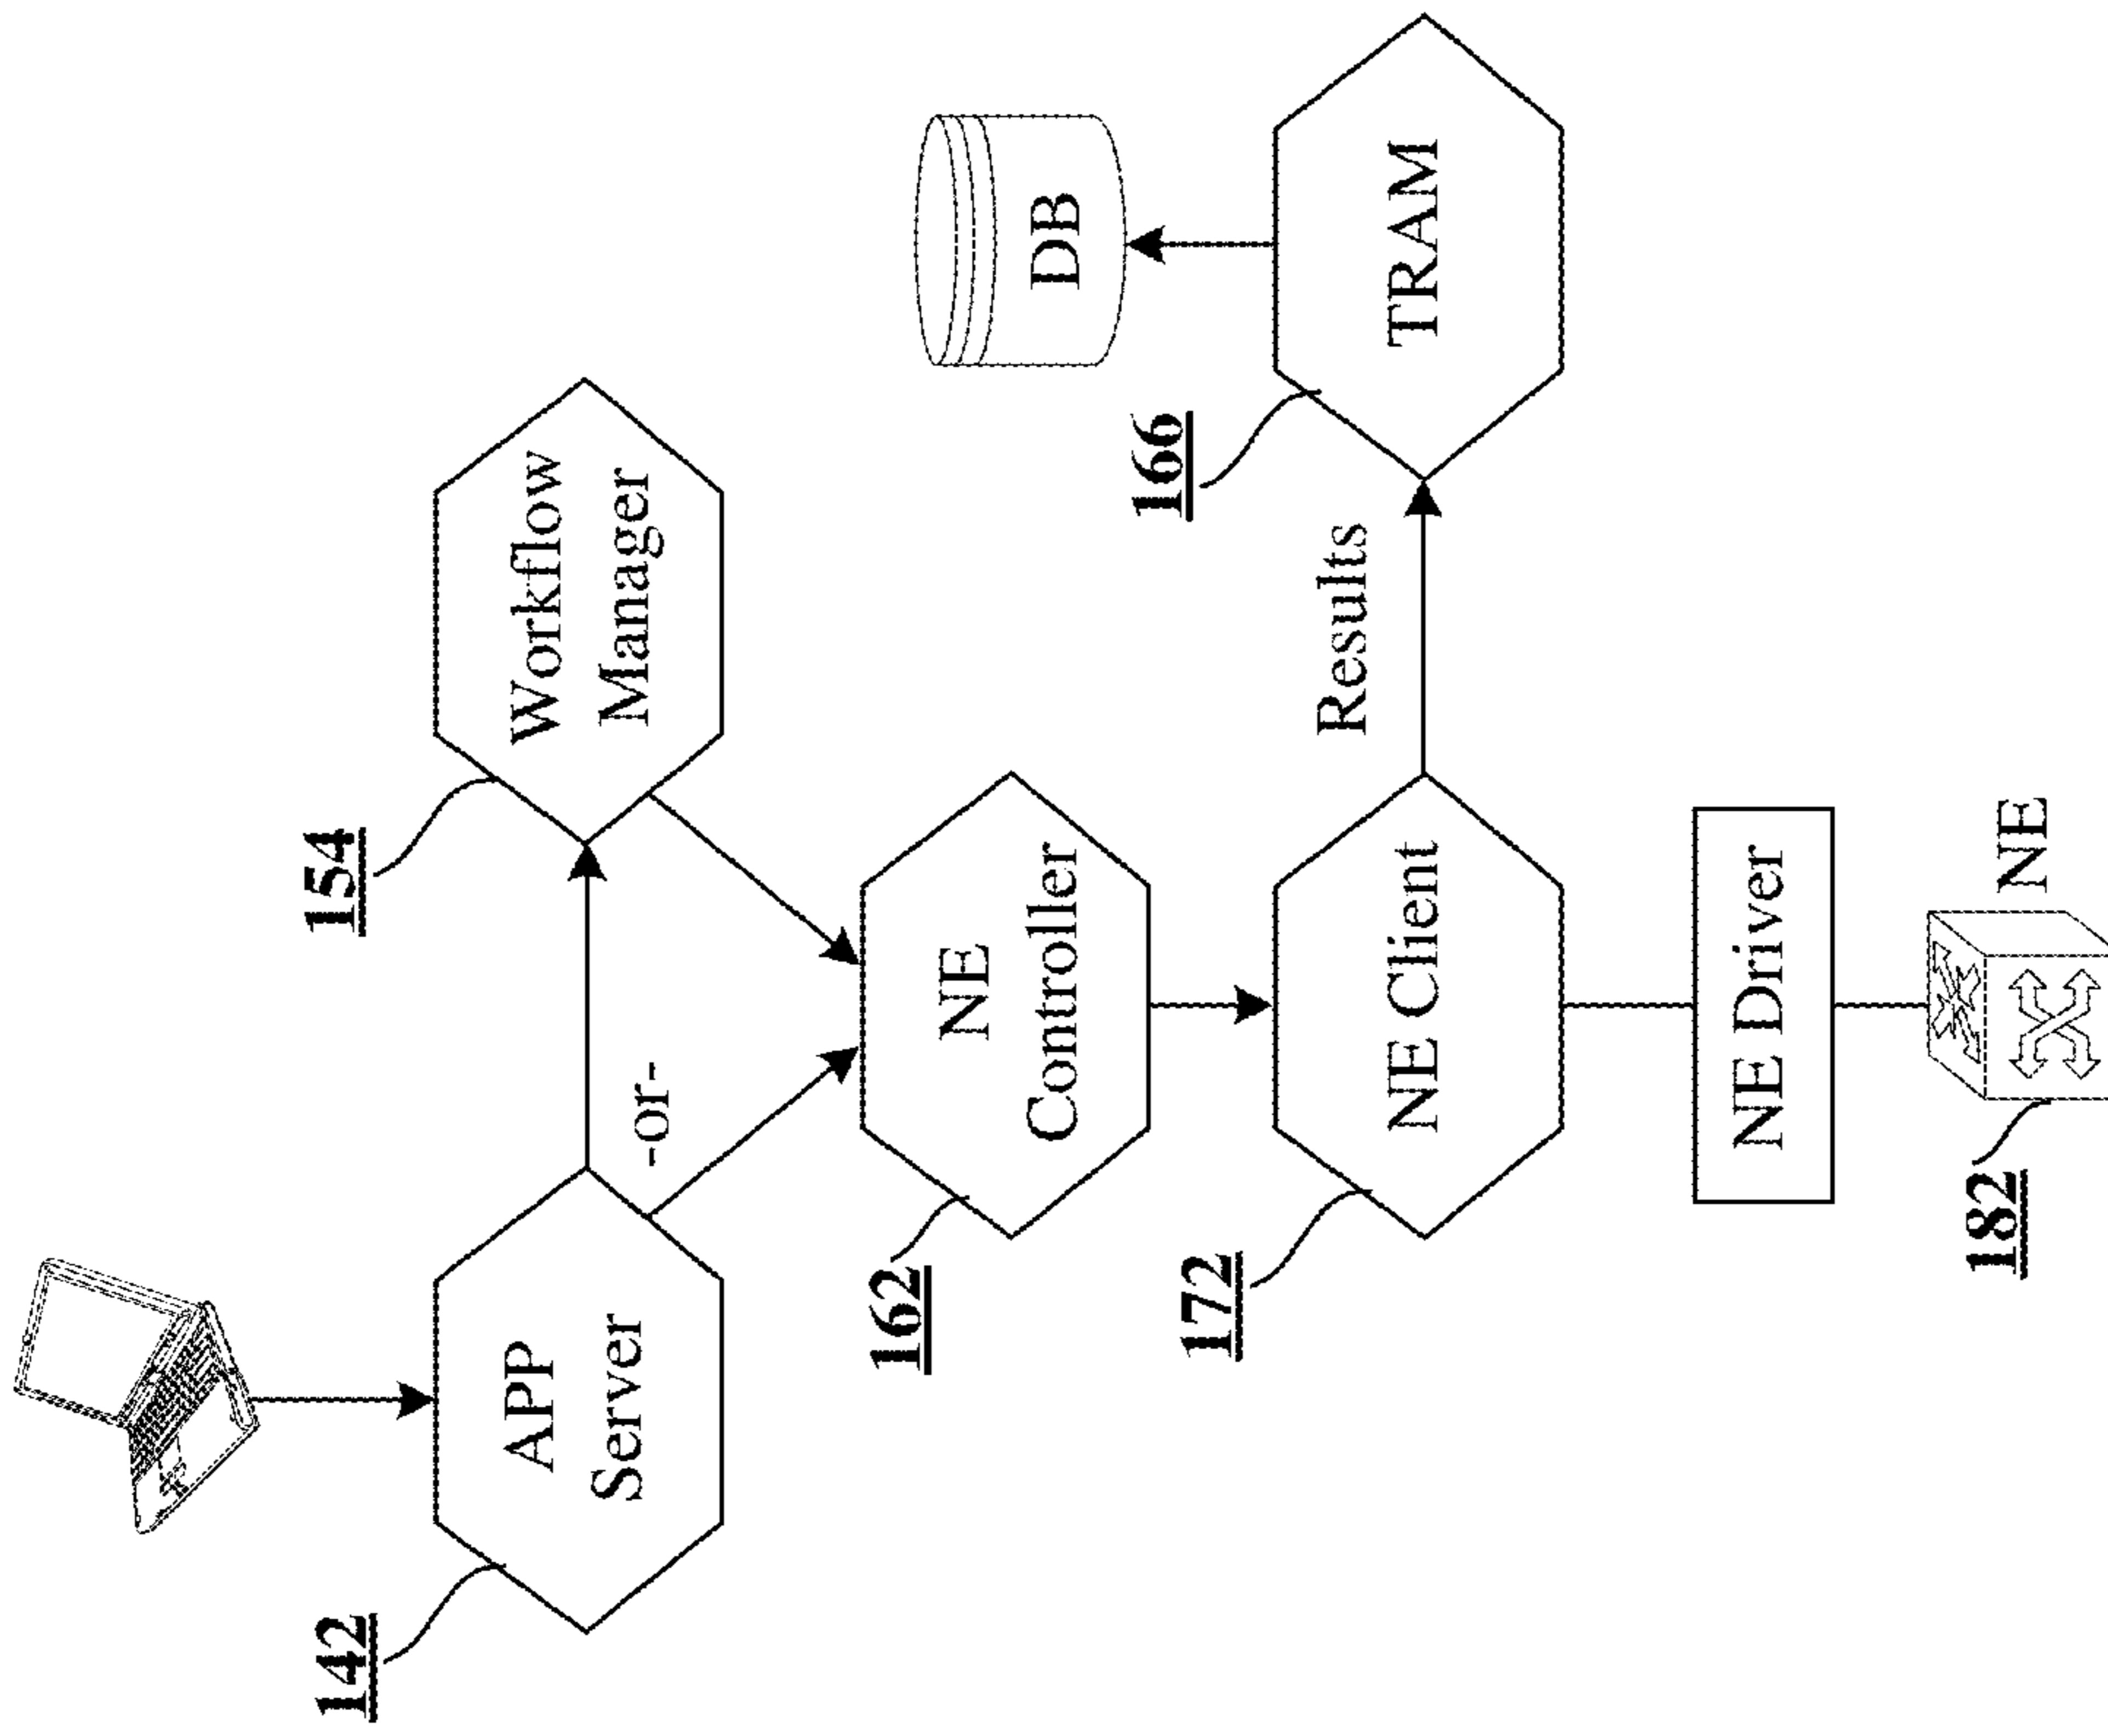 142
APP
Server
-or-
154
Workflow
Manager
162
NE
Controller
172
NE Client
Results
166
TRAM
DB
NE Driver
182
NE